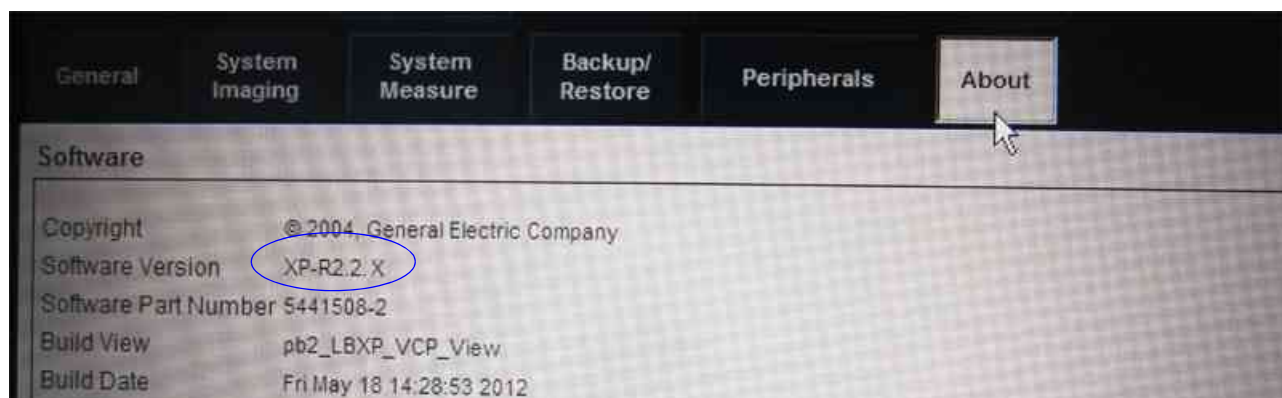 General
System Imaging
System Measure
Backup/ Restore
Peripherals
About
Software
Copyright © 2004, General Electric Company
Software Version XP-R2.2.X
Software Part Number 5441508-2
Build View pb2_LBXP_VCP_View
Build Date Fri May 18 14:28:53 2012